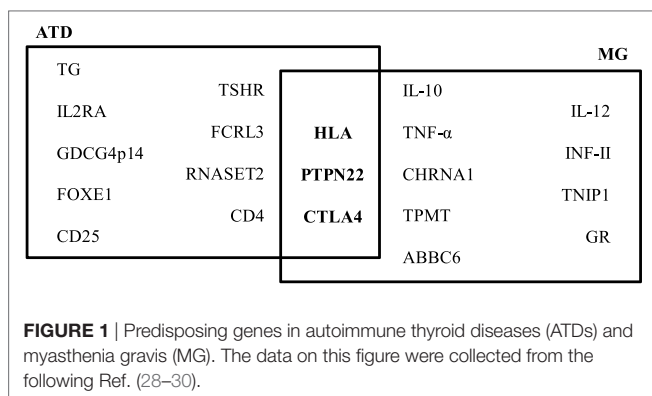 ATD
MG
TG
TSHR
IL-10
IL2RA
IL-12
FCRL3
HLA
TNF-α
GDCG4p14
INF-II
RNASET2
PTPN22
CHRNA1
FOXE1
TNIP1
CD4
CTLA4
TPMT
CD25
GR
ABBC6
FIGURE 1 | Predisposing genes in autoimmune thyroid diseases (ATDs) and
myasthenia gravis (MG). The data on this figure were collected from the
following Ref. (28–30).